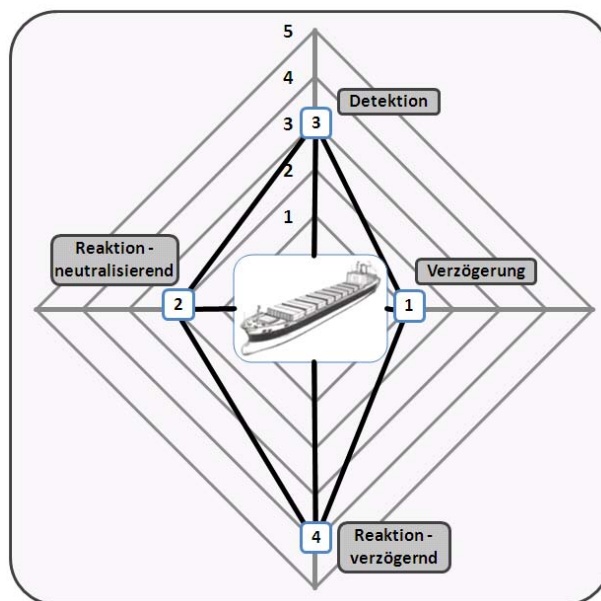 5
4
Detektion
3
3
2
1
Reaktion -
neutralisierend
Verzögerung
2
1
4
Reaktion -
verzögernd